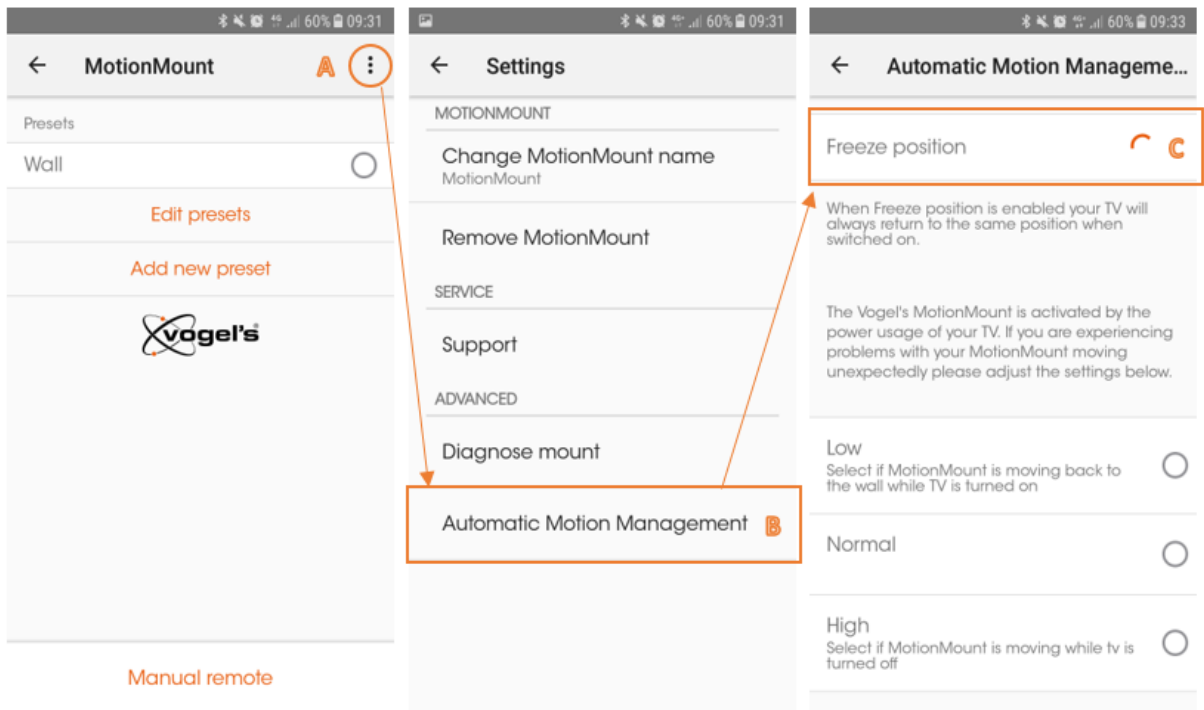 60% 09:31
MotionMount
A
Presets
Wall
Edit presets
Add new preset
vogel's
Manual remote
60% 09:31
Settings
MOTIONMOUNT
Change MotionMount name
MotionMount
Remove MotionMount
SERVICE
Support
ADVANCED
Diagnose mount
Automatic Motion Management B
60% 09:33
Automatic Motion Manageme...
Freeze position C
When Freeze position is enabled your TV will
always return to the same position when
switched on.
The Vogel's MotionMount is activated by the
power usage of your TV. If you are experiencing
problems with your MotionMount moving
unexpectedly please adjust the settings below.
Low
Select if MotionMount is moving back to
the wall while TV is turned on
Normal
High
Select if MotionMount is moving while tv is
turned off